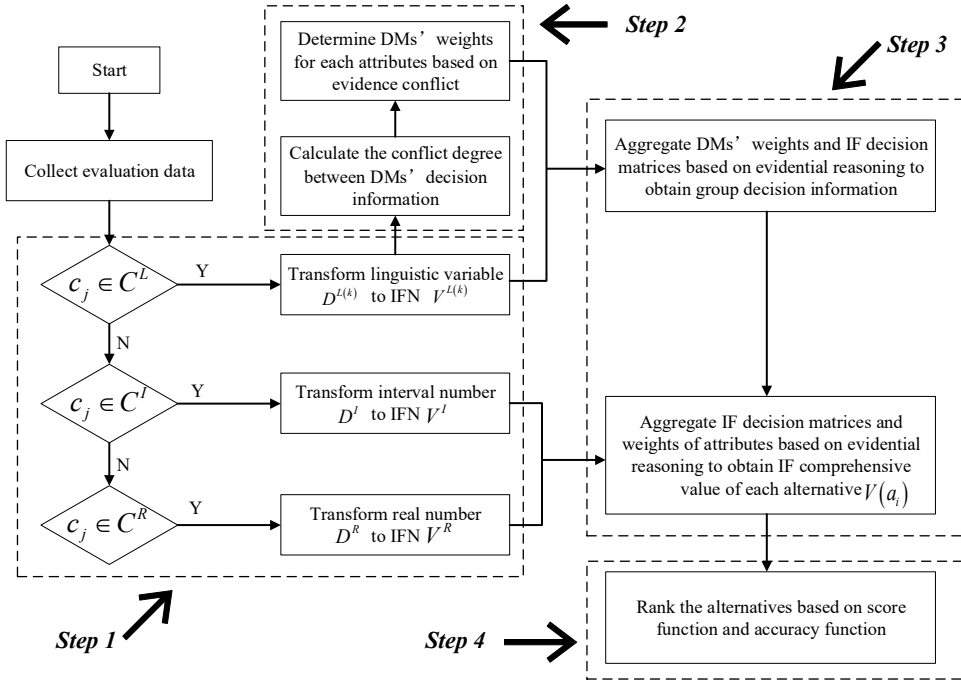 Start
Collect evaluation data
Determine DMs’ weights
for each attributes based on
evidence conflict
Step 2
Calculate the conflict degree
between DMs’ decision
information
Step 3
Aggregate DMs’ weights and IF decision
matrices based on evidential reasoning to
obtain group decision information
c_j ∈ C^L
Y
Transform linguistic variable
D^{L(k)} to IFN V^{L(k)}
N
c_j ∈ C^I
Y
Transform interval number
D^I to IFN V^I
N
c_j ∈ C^R
Y
Transform real number
D^R to IFN V^R
Step 1
Aggregate IF decision matrices and
weights of attributes based on evidential
reasoning to obtain IF comprehensive
value of each alternative V(a_i)
Step 4
Rank the alternatives based on score
function and accuracy function